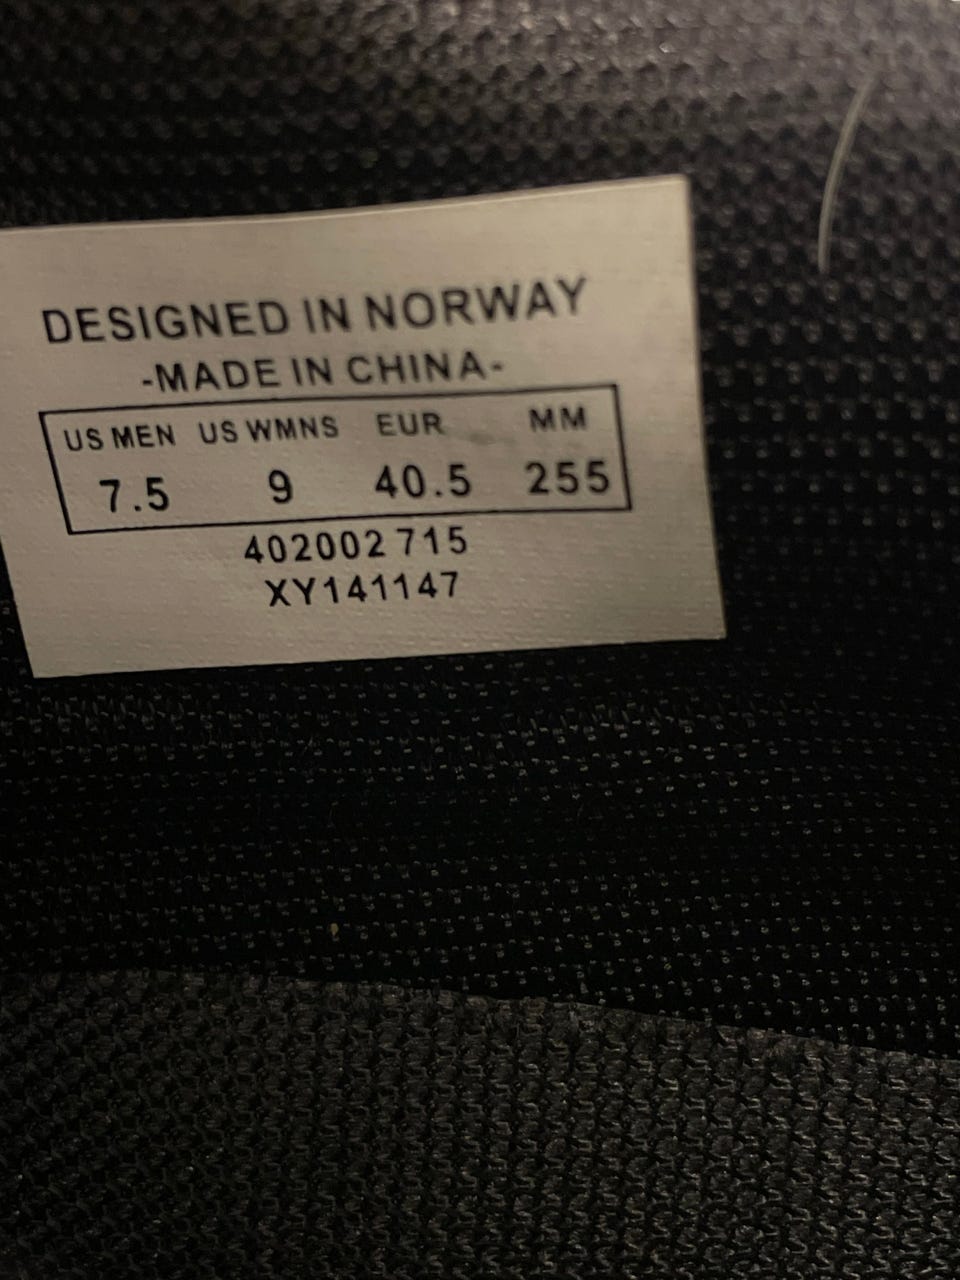 DESIGNED IN NORWAY
-MADE IN CHINA-
US MEN US WMNS EUR MM
7.5 9 40.5 255
402002 715
XY141147